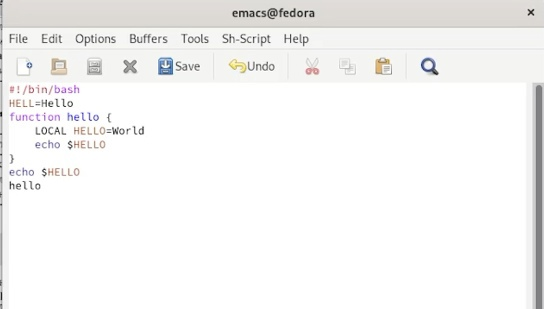 emacs@fedora ×
File Edit Options Buffers Tools Sh-Script Help
Save Undo
#!/bin/bash
HELL=Hello
function hello {
    LOCAL HELLO=World
    echo $HELLO
}
echo $HELLO
hello